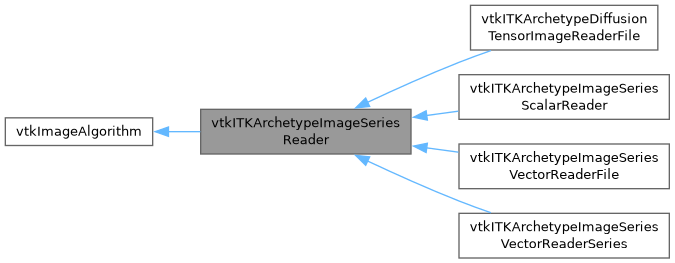 vtkImageAlgorithm
vtkITKArchetypeImageSeries
Reader
vtkITKArchetypeDiffusion
TensorImageReaderFile
vtkITKArchetypeImageSeries
ScalarReader
vtkITKArchetypeImageSeries
VectorReaderFile
vtkITKArchetypeImageSeries
VectorReaderSeries